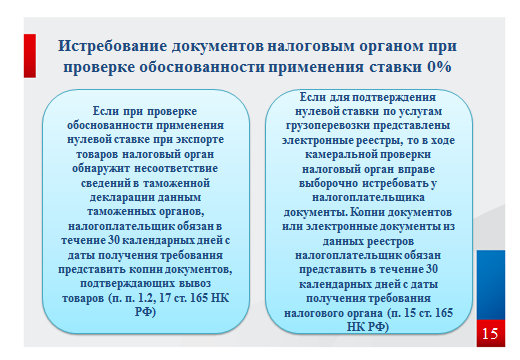 Истребование документов налоговым органом при
проверке обоснованности применения ставки 0%
Если при проверке
обоснованности применения
нулевой ставке при экспорте
товаров налоговый орган
обнаружит несоответствие
сведений в таможенной
декларации данным
таможенных органов,
налогоплательщик обязан в
течение 30 календарных дней с
даты получения требования
представить копии документов,
подтверждающих вывоз
товаров (п. п. 1.2, 17 ст. 165 НК
РФ)
Если для подтверждения
нулевой ставки по услугам
грузоперевозки представлены
электронные реестры, то в ходе
камеральной проверки
налоговый орган вправе
выборочно истребовать у
налогоплательщика
документы. Копии документов
или электронные документы из
данных реестров
налогоплательщик обязан
представить в течение 30
календарных дней с даты
получения требования
налогового органа (п. 15 ст. 165
НК РФ)
15